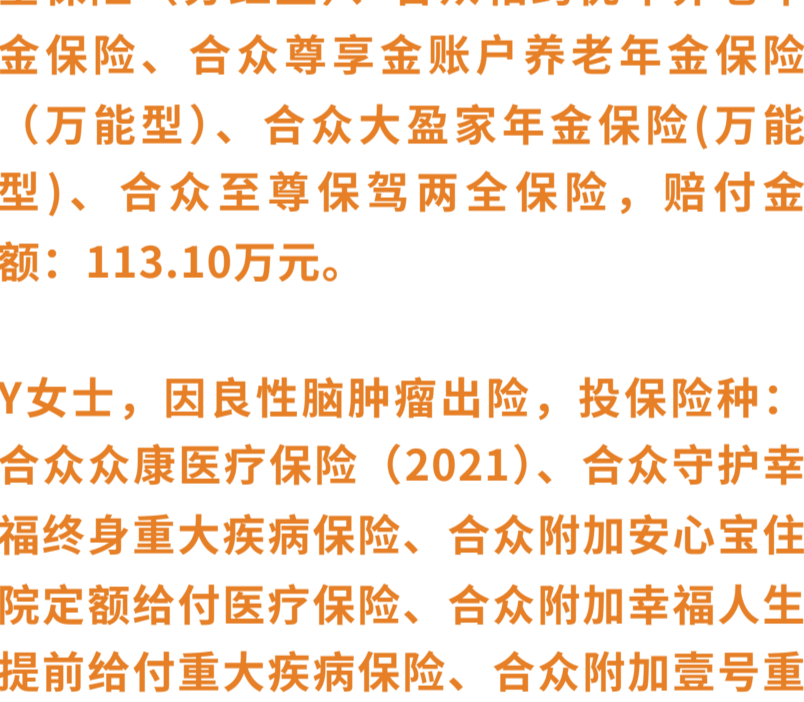 金保险、合众尊享金账户养老年金保险
（万能型）、合众大盈家年金保险(万能
型)、合众至尊保驾两全保险，赔付金
额：113.10万元。
Y女士，因良性脑肿瘤出险，投保险种：
合众众康医疗保险（2021）、合众守护幸
福终身重大疾病保险、合众附加安心宝住
院定额给付医疗保险、合众附加幸福人生
提前给付重大疾病保险、合众附加壹号重